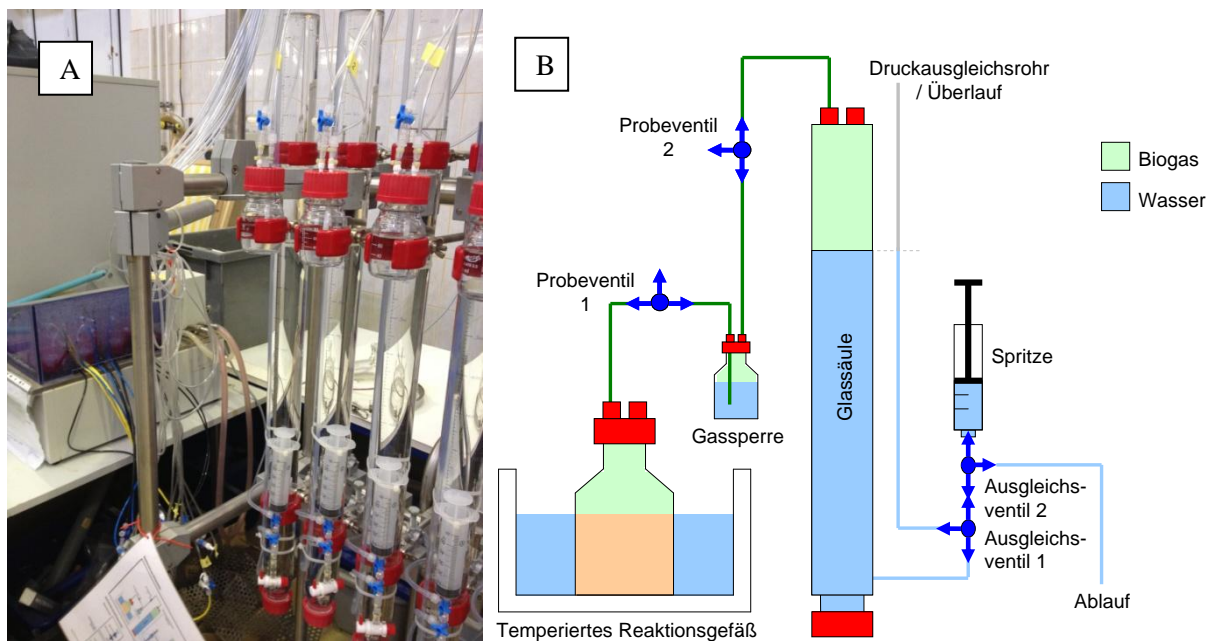 A
B
Druckausgleichsrohr
/ Überlauf
Probeventil
2
Biogas
Wasser
Probeventil
1
Glassäule
Spritze
Gassperre
Ausgleichs-
ventil 2
Ausgleichs-
ventil 1
Ablauf
Temperiertes Reaktionsgefäß